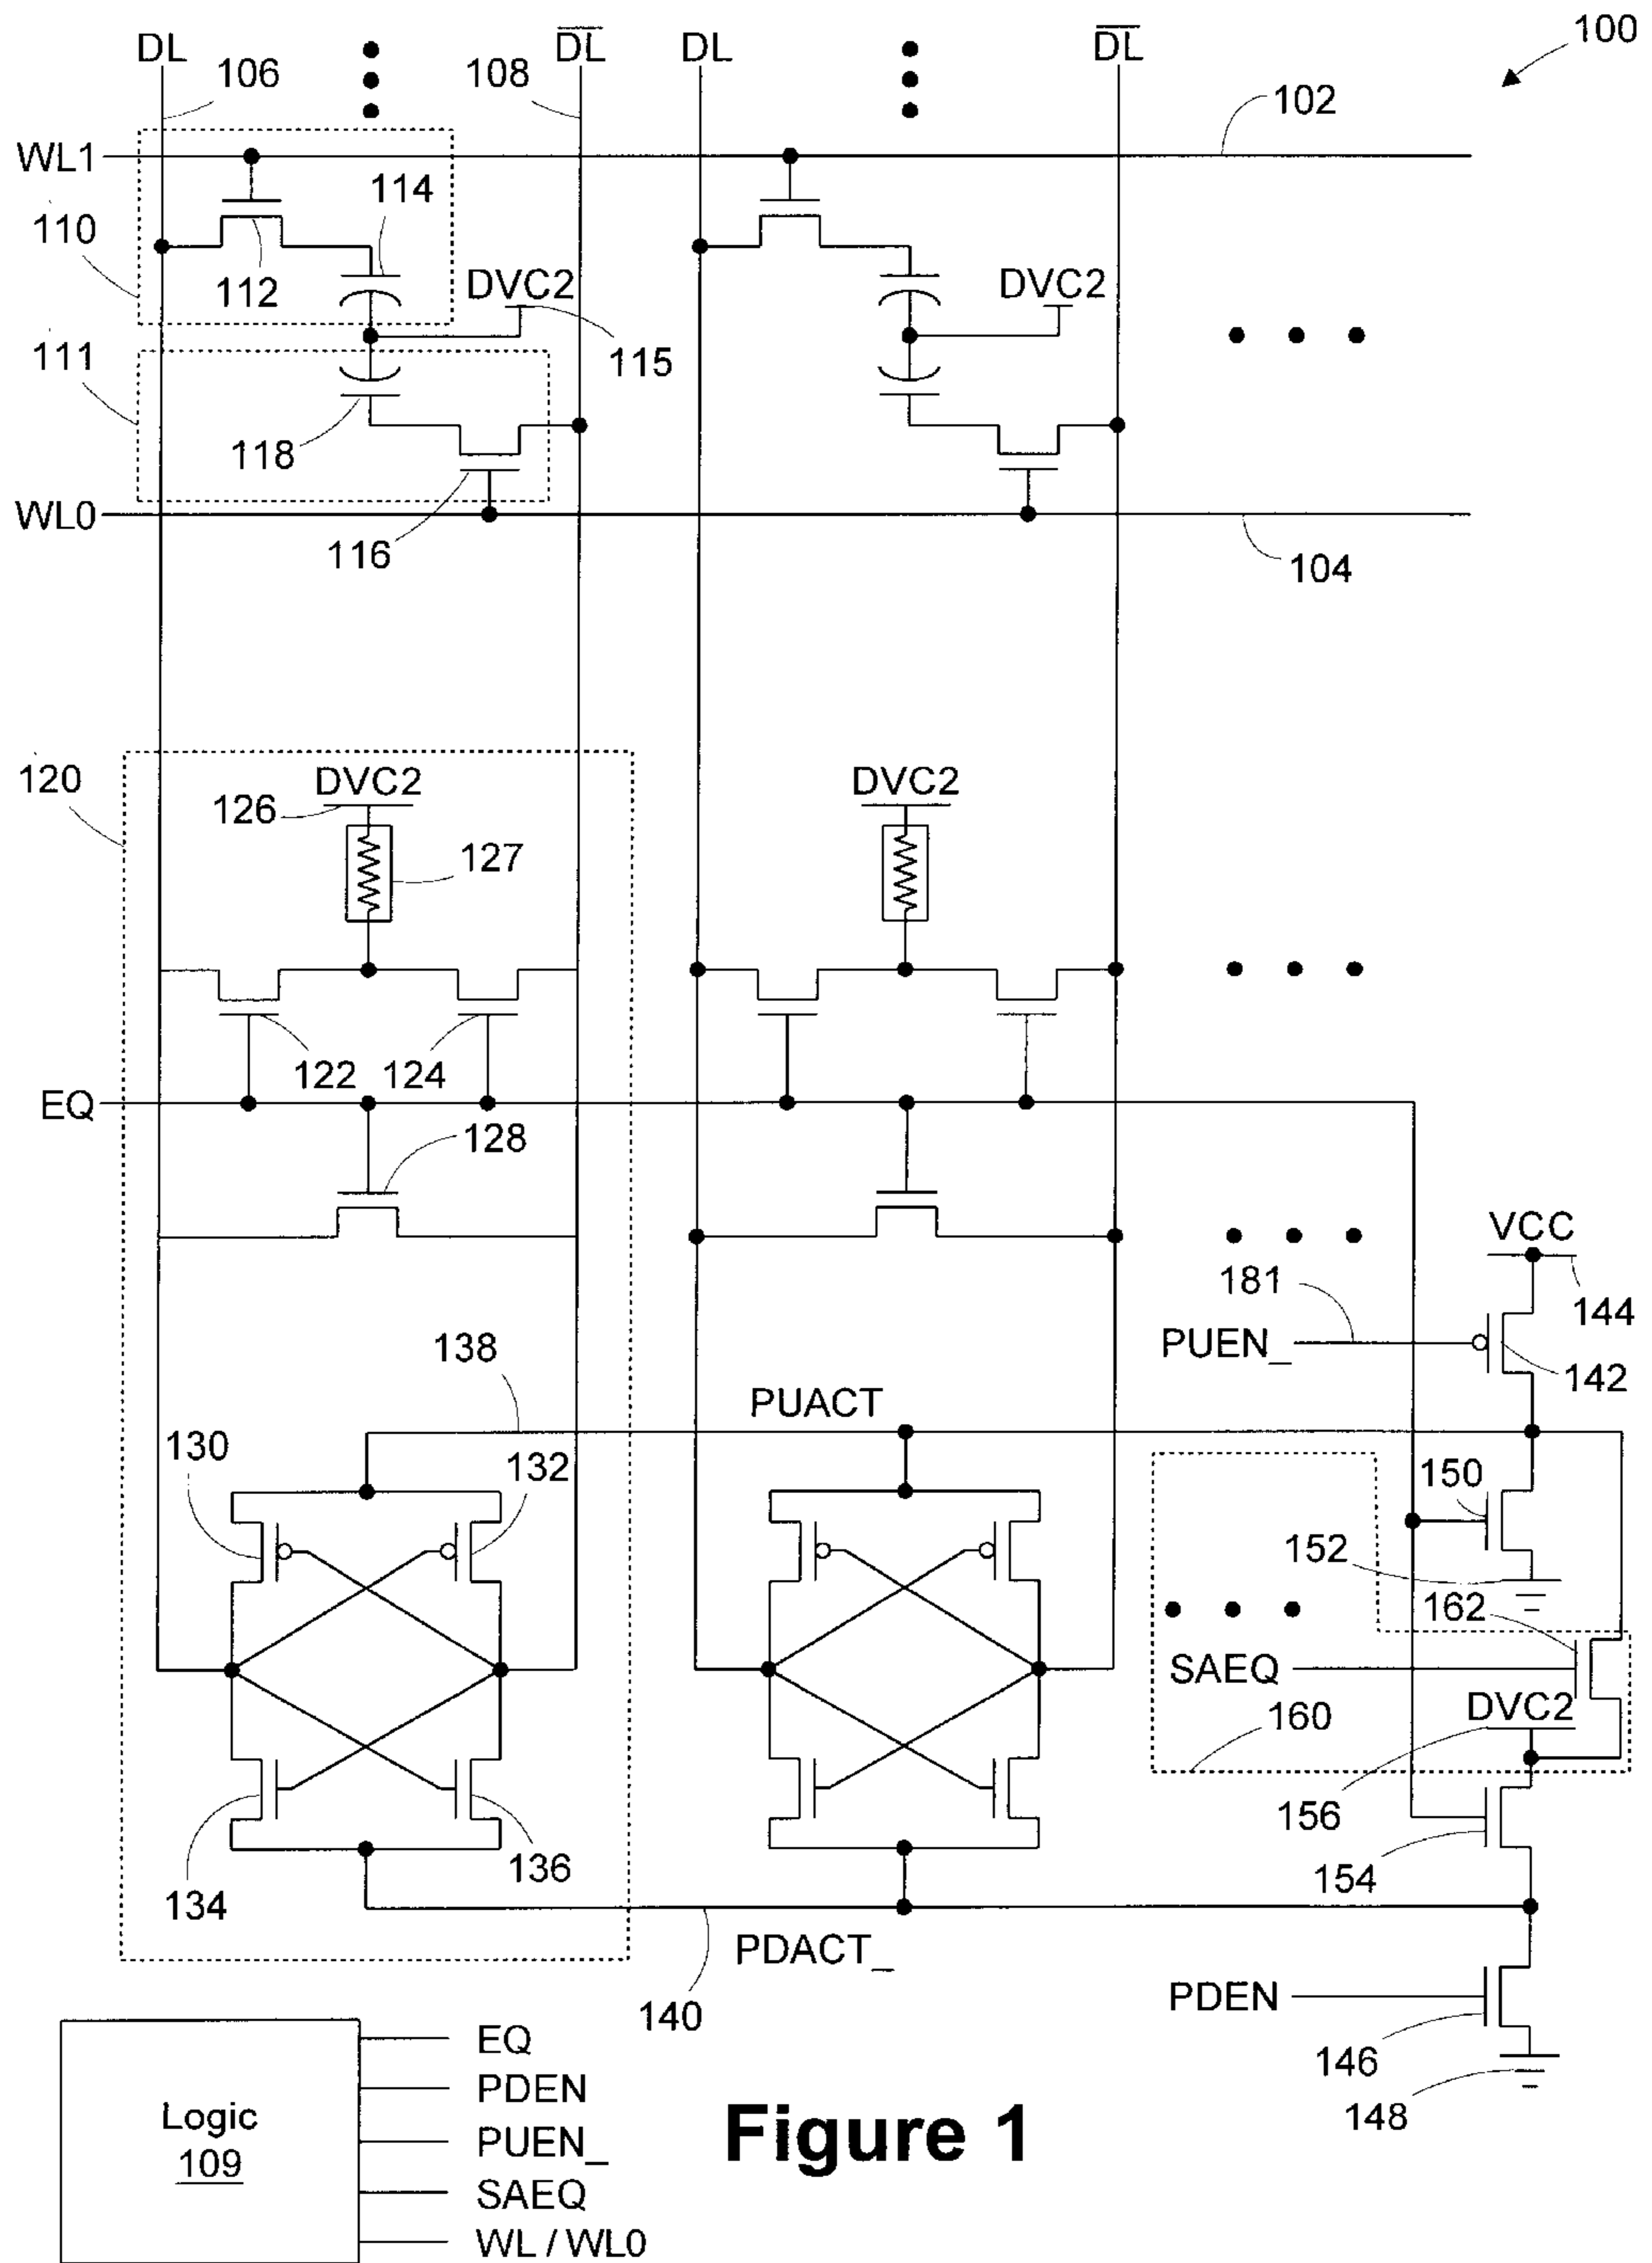 100
DL
DL
DL
DL
106
108
102
WL1
114
110
112
DVC2
DVC2
111
115
118
WL0
116
104
120
DVC2
DVC2
126
127
122
124
EQ
128
VCC
181
144
PUEN_
142
138
PUACT
130
132
150
152
162
SAEQ
DVC2
160
156
136
154
134
PDACT_
PDEN
140
146
148
EQ
PDEN
Logic
109
PUEN_
SAEQ
WL / WL0
Figure 1